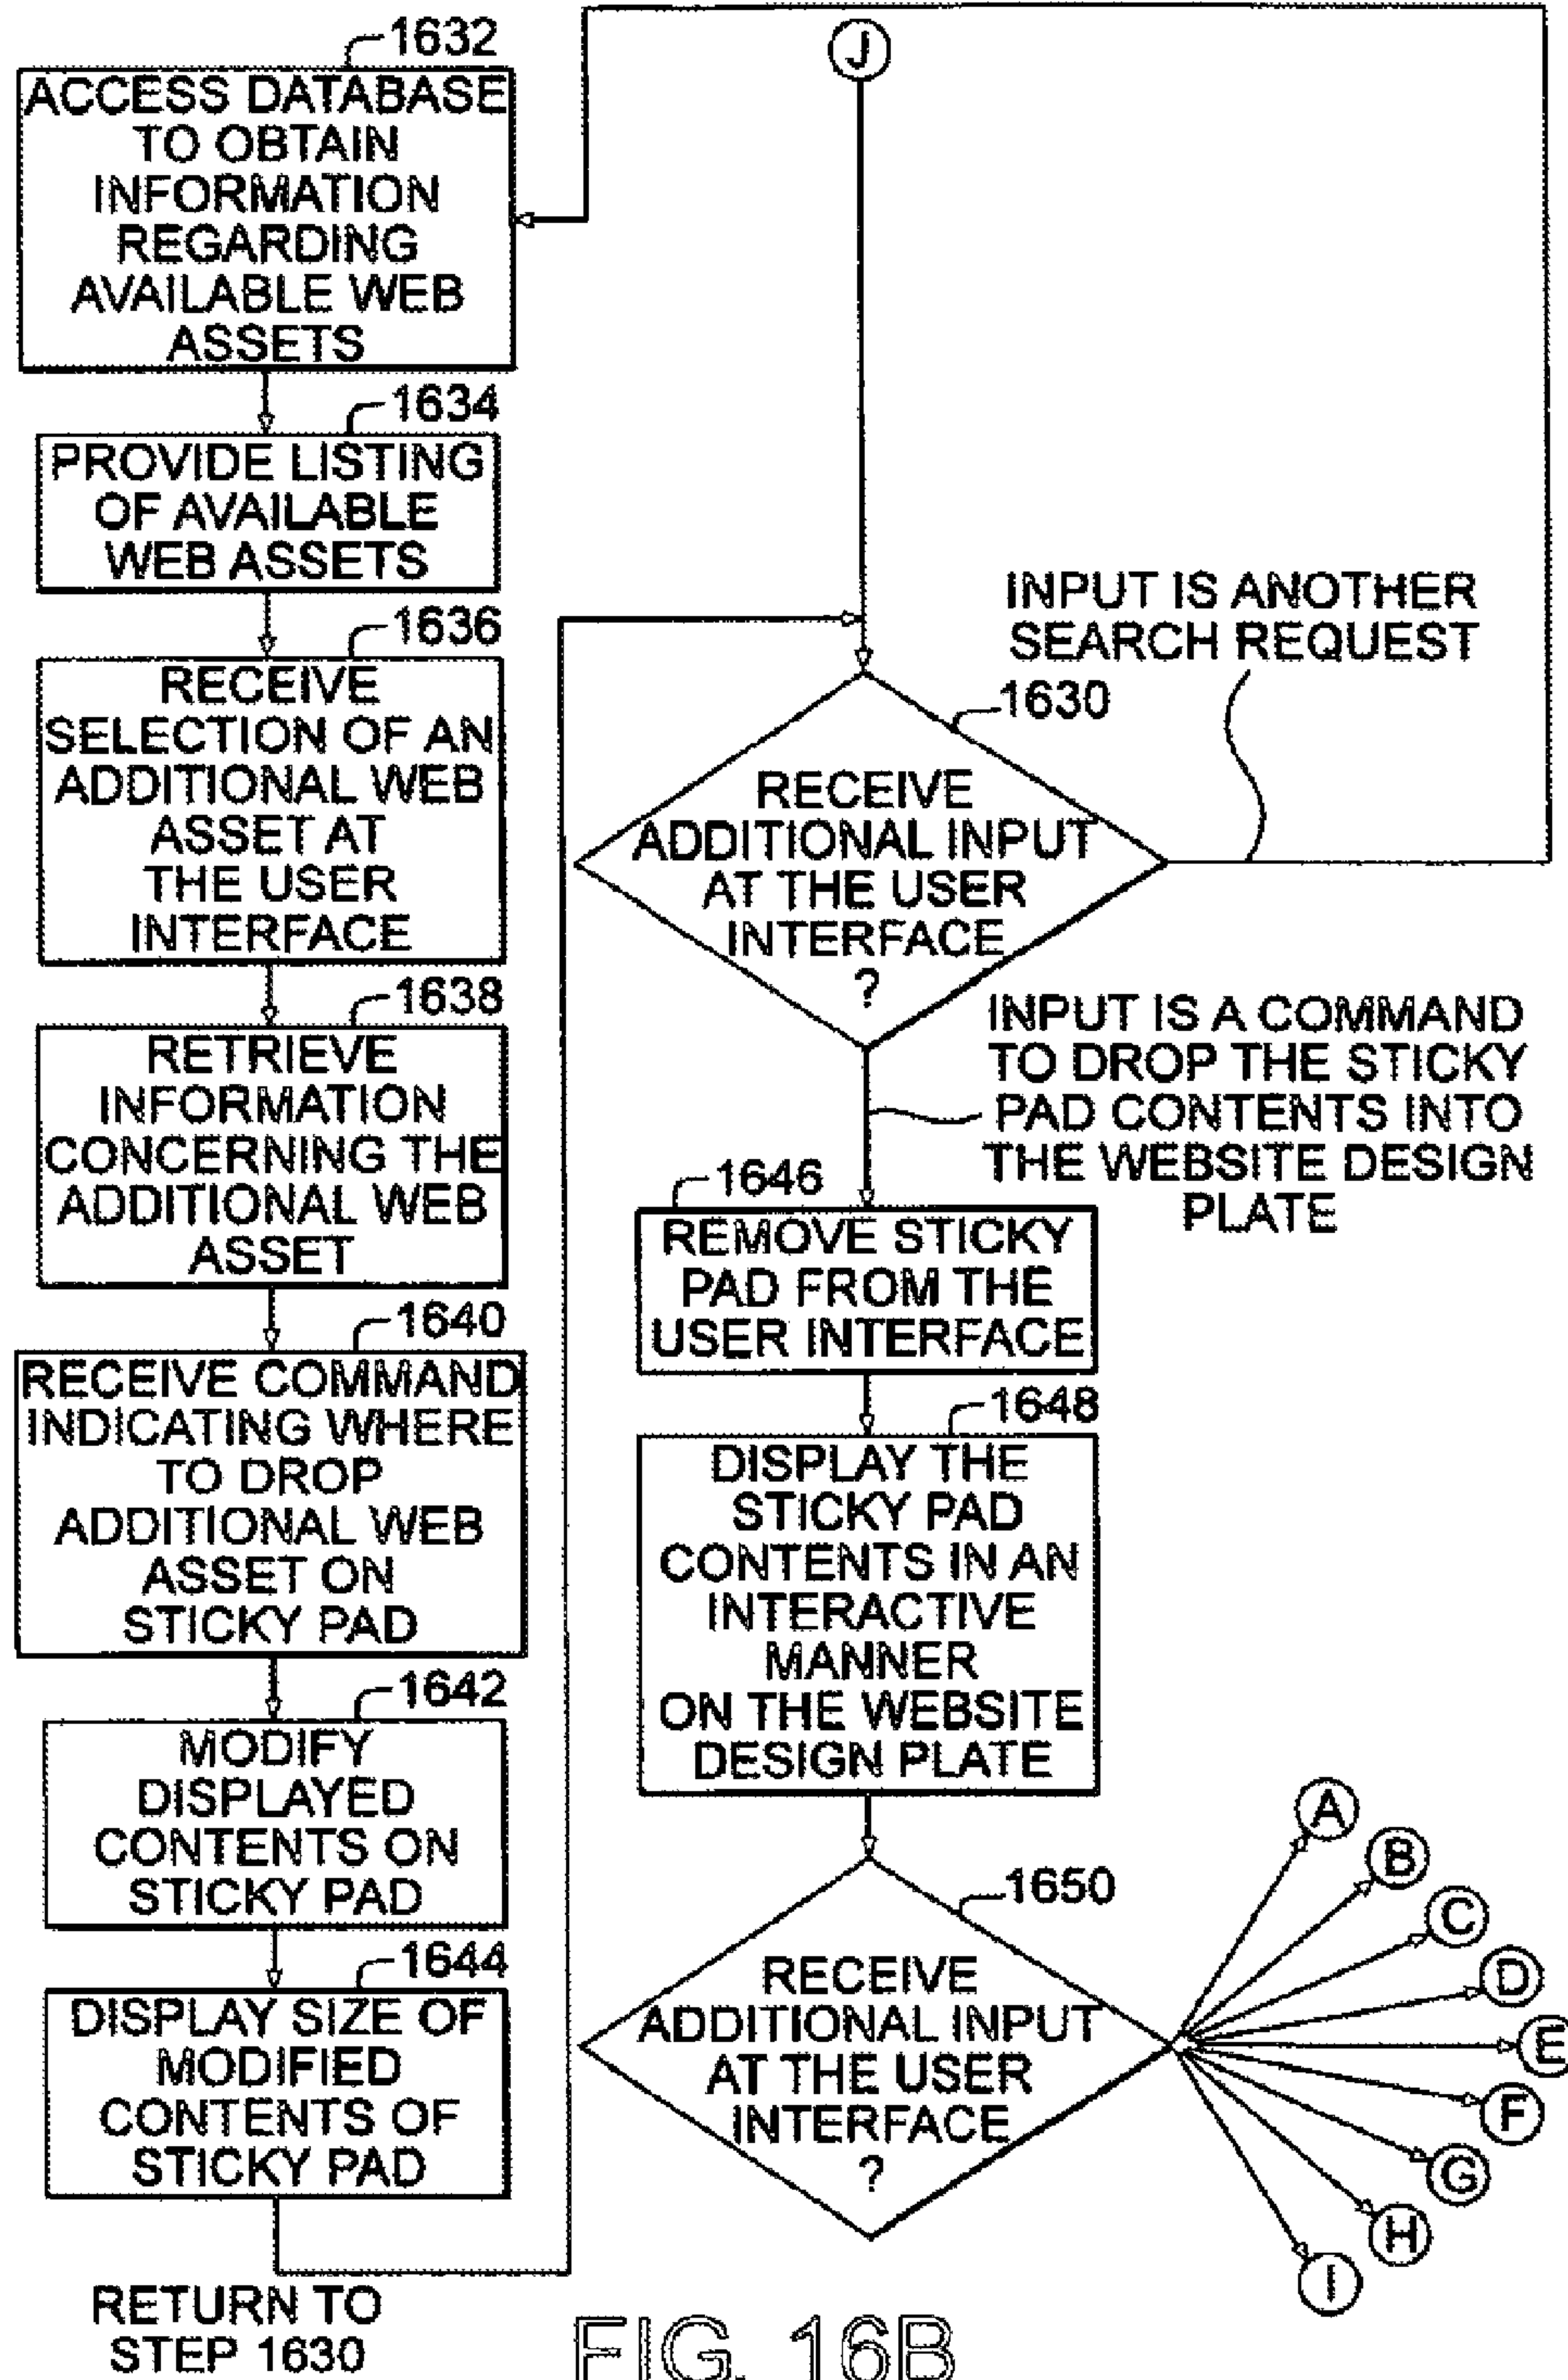 1632
ACCESS DATABASE
TO OBTAIN
INFORMATION
REGARDING
AVAILABLE WEB
ASSETS
1634
PROVIDE LISTING
OF AVAILABLE
WEB ASSETS
1636
RECEIVE
SELECTION OF AN
ADDITIONAL WEB
ASSET AT
THE USER
INTERFACE
1638
RETRIEVE
INFORMATION
CONCERNING THE
ADDITIONAL WEB
ASSET
1640
RECEIVE COMMAND
INDICATING WHERE
TO DROP
ADDITIONAL WEB
ASSET ON
STICKY PAD
1642
MODIFY
DISPLAYED
CONTENTS ON
STICKY PAD
1644
DISPLAY SIZE OF
MODIFIED
CONTENTS OF
STICKY PAD
RETURN TO
STEP 1630
J
INPUT IS ANOTHER
SEARCH REQUEST
1630
RECEIVE
ADDITIONAL INPUT
AT THE USER
INTERFACE
?
INPUT IS A COMMAND
TO DROP THE STICKY
PAD CONTENTS INTO
THE WEBSITE DESIGN
PLATE
1646
REMOVE STICKY
PAD FROM THE
USER INTERFACE
1648
DISPLAY THE
STICKY PAD
CONTENTS IN AN
INTERACTIVE
MANNER
ON THE WEBSITE
DESIGN PLATE
1650
RECEIVE
ADDITIONAL INPUT
AT THE USER
INTERFACE
?
A
B
C
D
E
F
G
H
I
FIG. 16B